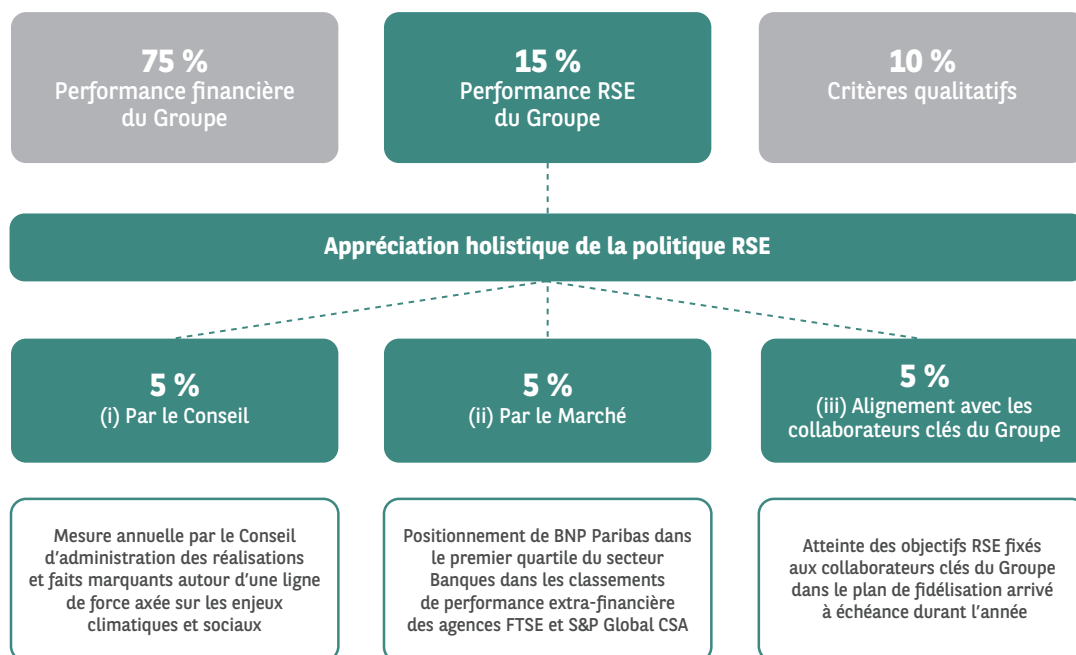 75 %
Performance financière
du Groupe
15 %
Performance RSE
du Groupe
10 %
Critères qualitatifs
Appréciation holistique de la politique RSE
5 %
(i) Par le Conseil
5 %
(ii) Par le Marché
5 %
(iii) Alignement avec les
collaborateurs clés du Groupe
Mesure annuelle par le Conseil
d'administration des réalisations
et faits marquants autour d'une ligne
de force axée sur les enjeux
climatiques et sociaux
Positionnement de BNP Paribas dans
le premier quartile du secteur
Banques dans les classements
de performance extra-financière
des agences FTSE et S&P Global CSA
Atteinte des objectifs RSE fixés
aux collaborateurs clés du Groupe
dans le plan de fidélisation arrivé
à échéance durant l'année